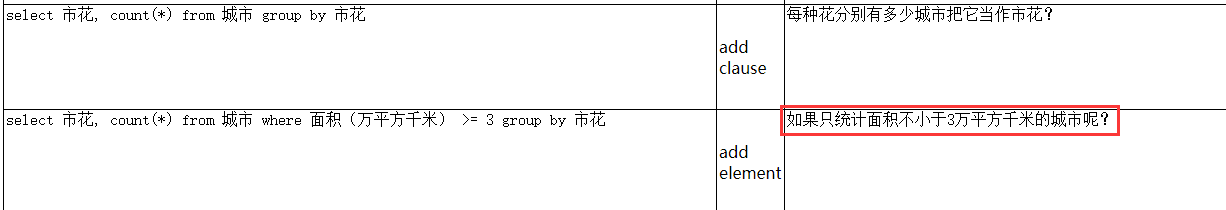 select 市花, count(*) from 城市 group by 市花
add
clause
每种花分别有多少城市把它当作市花?
select 市花, count(*) from 城市 where 面积（万平方千米） >= 3 group by 市花
add
element
如果只统计面积不小于3万平方千米的城市呢?